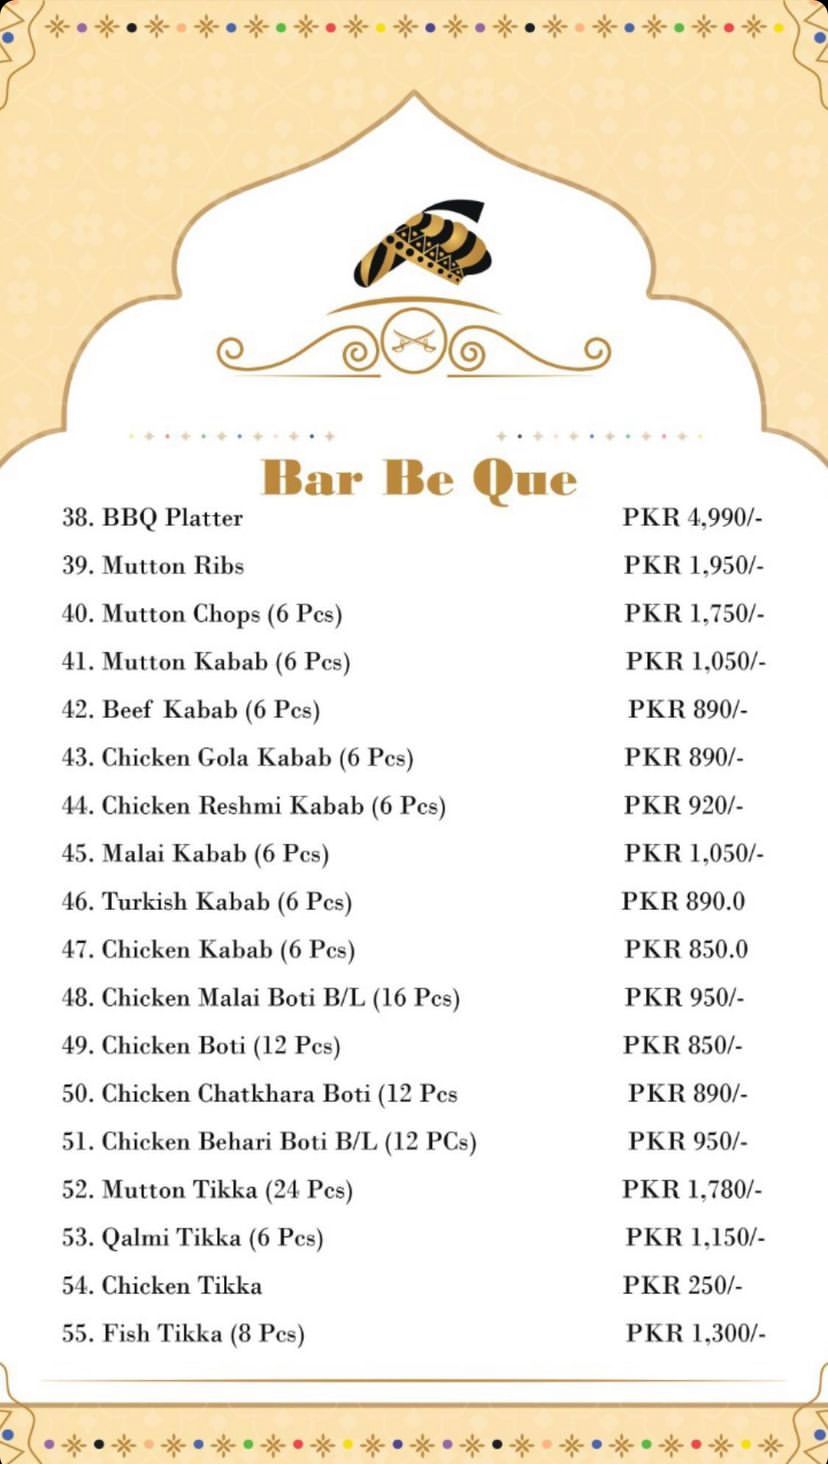 Bar Be Que
38. BBQ Platter PKR 4,990/-
39. Mutton Ribs PKR 1,950/-
40. Mutton Chops (6 Pcs) PKR 1,750/-
41. Mutton Kabab (6 Pcs) PKR 1,050/-
42. Beef Kabab (6 Pcs) PKR 890/-
43. Chicken Gola Kabab (6 Pcs) PKR 890/-
44. Chicken Reshmi Kabab (6 Pcs) PKR 920/-
45. Malai Kabab (6 Pcs) PKR 1,050/-
46. Turkish Kabab (6 Pcs) PKR 890.0
47. Chicken Kabab (6 Pcs) PKR 850.0
48. Chicken Malai Boti B/L (16 Pcs) PKR 950/-
49. Chicken Boti (12 Pcs) PKR 850/-
50. Chicken Chatkhara Boti (12 Pcs PKR 890/-
51. Chicken Behari Boti B/L (12 PCs) PKR 950/-
52. Mutton Tikka (24 Pcs) PKR 1,780/-
53. Qalmi Tikka (6 Pcs) PKR 1,150/-
54. Chicken Tikka PKR 250/-
55. Fish Tikka (8 Pcs) PKR 1,300/-